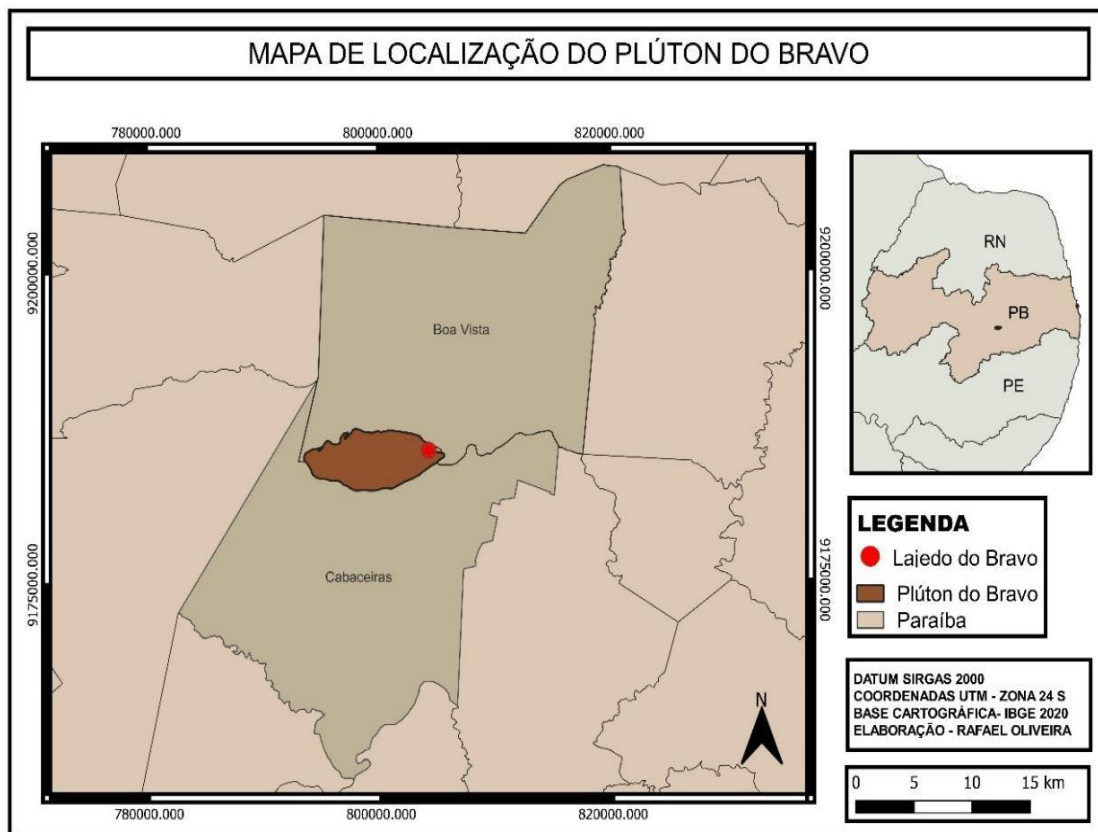 MAPA DE LOCALIZAÇÃO DO PLÚTON DO BRAVO
780000.000
800000.000
820000.000
9200000.000
9200000.000
Boa Vista
Cabaceiras
9175000.000
9175000.000
N
780000.000
800000.000
820000.000
RN
PB
PE
LEGENDA
Lajedo do Bravo
Plúton do Bravo
Paraíba
DATUM SIRGAS 2000
COORDENADAS UTM - ZONA 24 S
BASE CARTOGRÁFICA- IBGE 2020
ELABORAÇÃO - RAFAEL OLIVEIRA
0 5 10 15 km